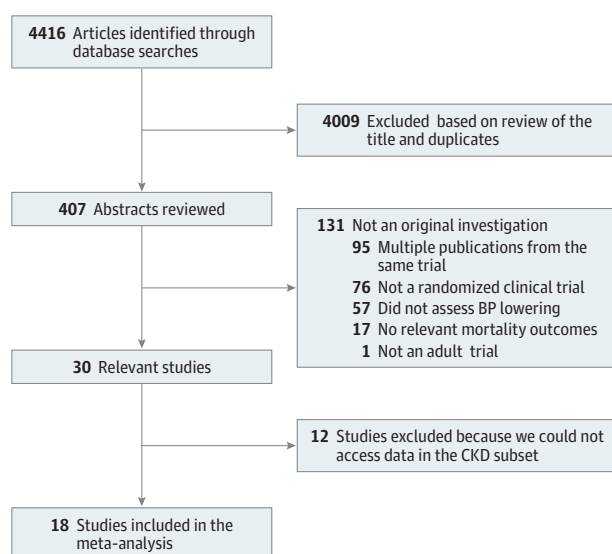 4416 Articles identified through
database searches
4009 Excluded based on review of the
title and duplicates
407 Abstracts reviewed
131 Not an original investigation
95 Multiple publications from the
same trial
76 Not a randomized clinical trial
57 Did not assess BP lowering
17 No relevant mortality outcomes
1 Not an adult trial
30 Relevant studies
12 Studies excluded because we could not
access data in the CKD subset
18 Studies included in the
meta-analysis